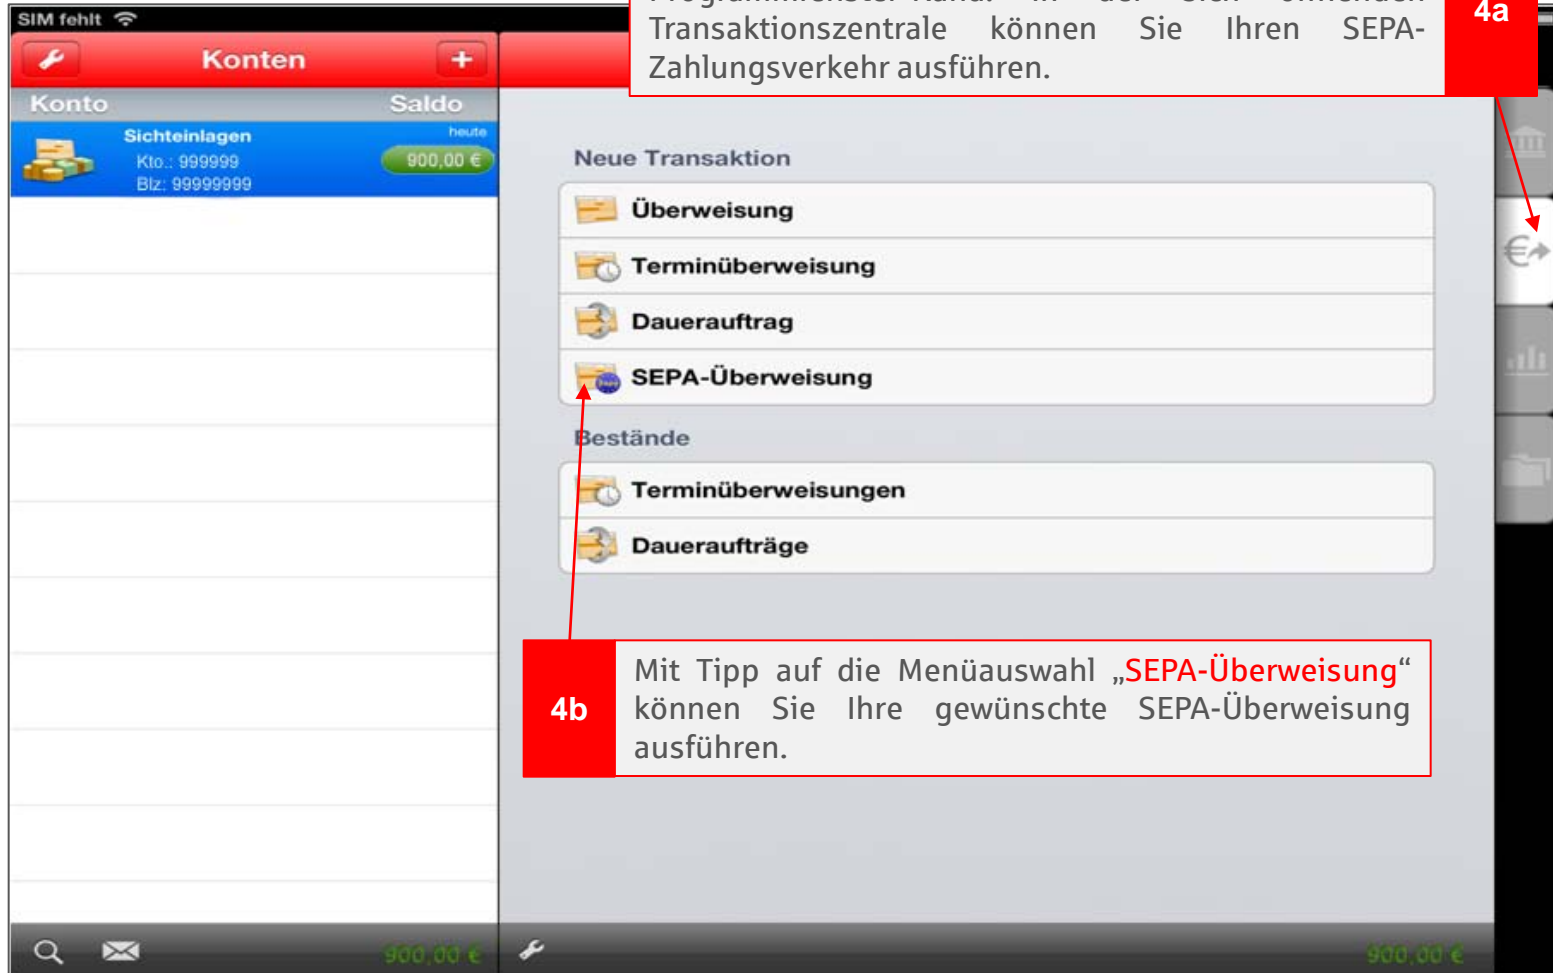 Transaktionszentrale können Sie Ihren SEPA-
Zahlungsverkehr ausführen.
4a
SIM fehlt
Konten
+
Konto Saldo
Sichteinlagen
heute
Kto.: 999999
900,00 €
Blz: 99999999
Neue Transaktion
Überweisung
Terminüberweisung
Dauerauftrag
SEPA-Überweisung
Bestände
Terminüberweisungen
Daueraufträge
4b
Mit Tipp auf die Menüauswahl „SEPA-Überweisung“
können Sie Ihre gewünschte SEPA-Überweisung
ausführen.
900,00 €
900,00 €